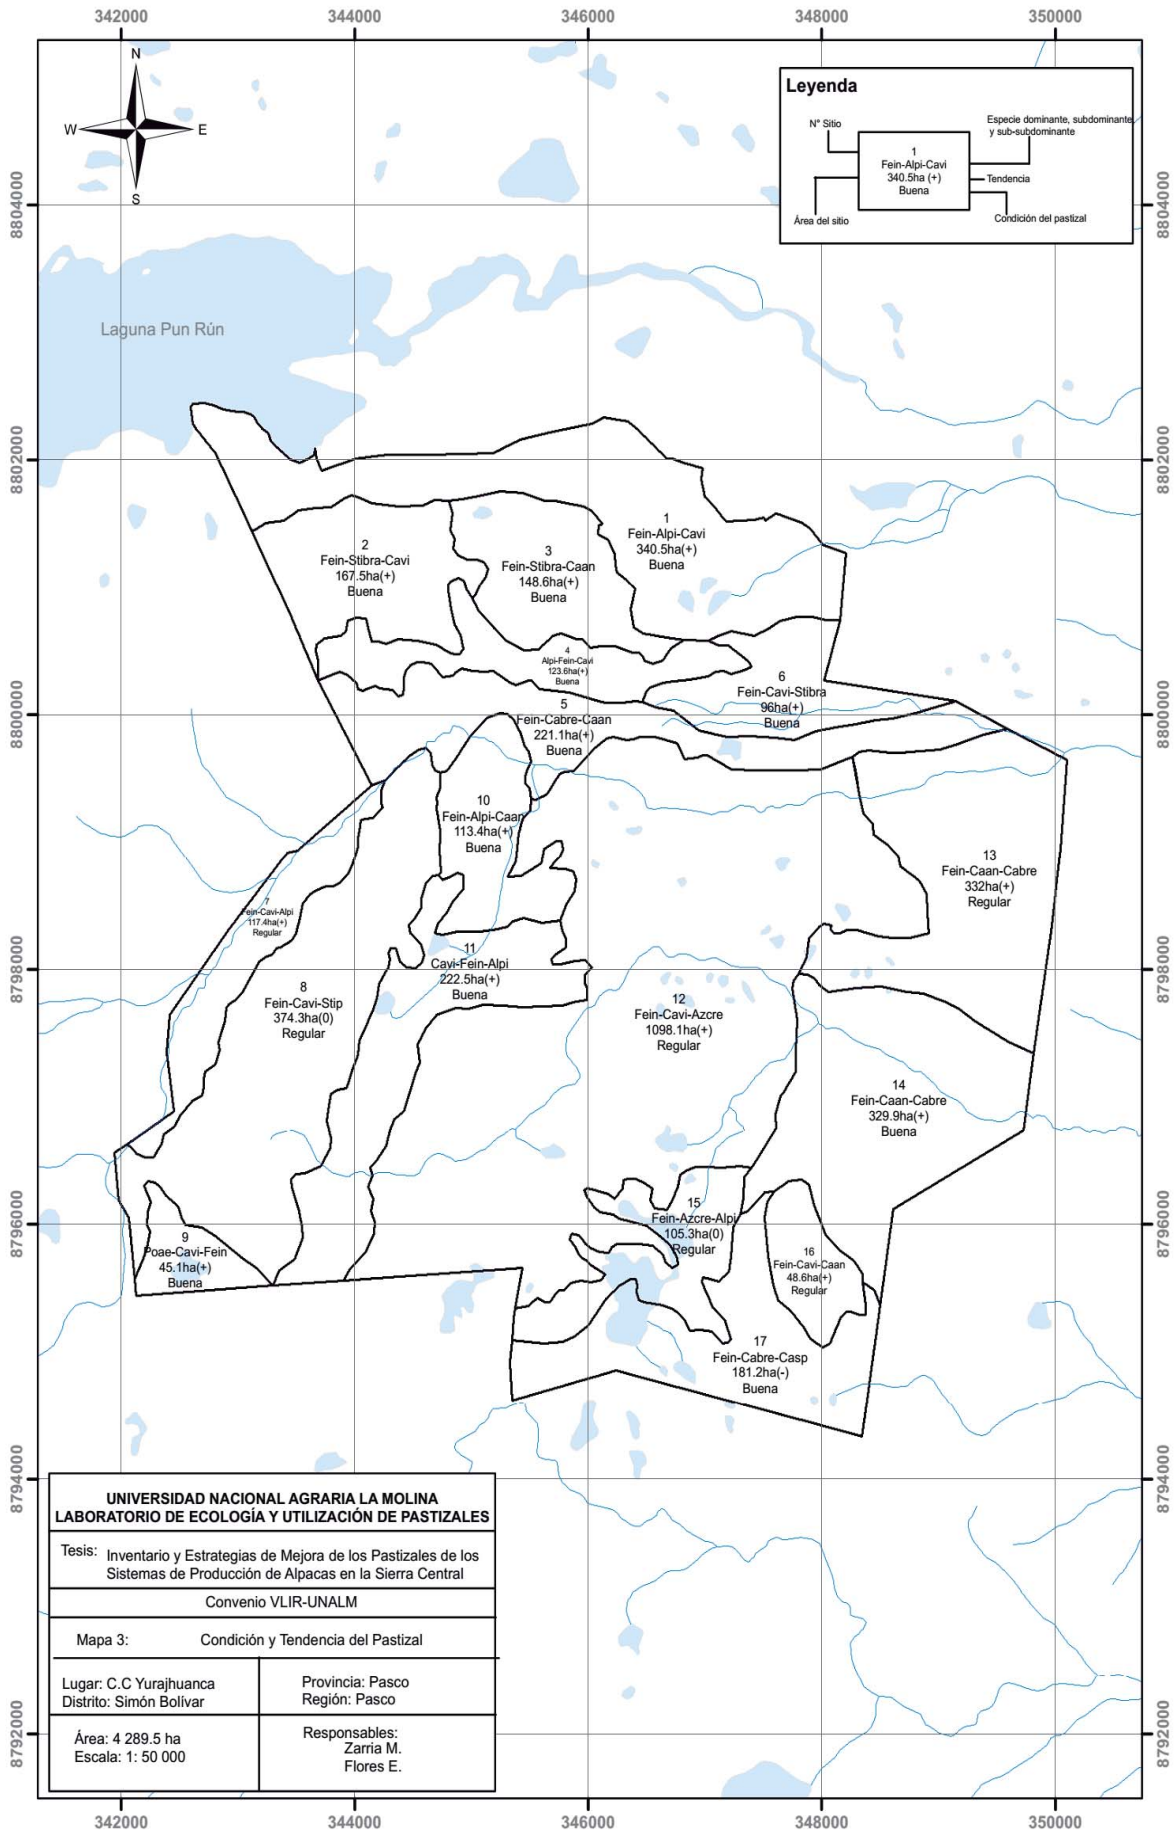 342000
344000
346000
348000
350000
N
W
E
S
Leyenda
N° Sitio
Especie dominante, subdominante
y sub-subdominante
1
Fein-Alpi-Cavi
340.5ha (+)
Buena
Tendencia
Área del sitio
Condición del pastizal
8804000
8804000
Laguna Pun Rún
8802000
8802000
1
Fein-Alpi-Cavi
340.5ha(+)
Buena
2
Fein-Stibra-Cavi
167.5ha(+)
Buena
3
Fein-Stibra-Caan
148.6ha(+)
Buena
4
Alpi-Fein-Cavi
123.6ha(+)
Buena
6
Fein-Cavi-Stibra
96ha(+)
Buena
5
Fein-Cabre-Caan
221.1ha(+)
Buena
8800000
8800000
10
Fein-Alpi-Caan
113.4ha(+)
Buena
13
Fein-Caan-Cabre
332ha(+)
Regular
7
Fein-Cavi-Alpi
117.4ha(+)
Regular
11
Cavi-Fein-Alpi
222.5ha(+)
Buena
8798000
8798000
8
Fein-Cavi-Stip
374.3ha(0)
Regular
12
Fein-Cavi-Azcre
1098.1ha(+)
Regular
14
Fein-Caan-Cabre
329.9ha(+)
Buena
15
Fein-Azcre-Alpi
105.3ha(0)
Regular
8796000
8796000
9
Poae-Cavi-Fein
45.1ha(+)
Buena
16
Fein-Cavi-Caan
48.6ha(+)
Regular
17
Fein-Cabre-Casp
181.2ha(-)
Buena
8794000
8794000
UNIVERSIDAD NACIONAL AGRARIA LA MOLINA
LABORATORIO DE ECOLOGÍA Y UTILIZACIÓN DE PASTIZALES
Tesis: Inventario y Estrategias de Mejora de los Pastizales de los
Sistemas de Producción de Alpacas en la Sierra Central
Convenio VLIR-UNALM
Mapa 3: Condición y Tendencia del Pastizal
Lugar: C.C Yurajhuanca
Distrito: Simón Bolívar
Provincia: Pasco
Región: Pasco
Área: 4 289.5 ha
Escala: 1: 50 000
Responsables:
Zarria M.
Flores E.
8792000
8792000
342000
344000
346000
348000
350000